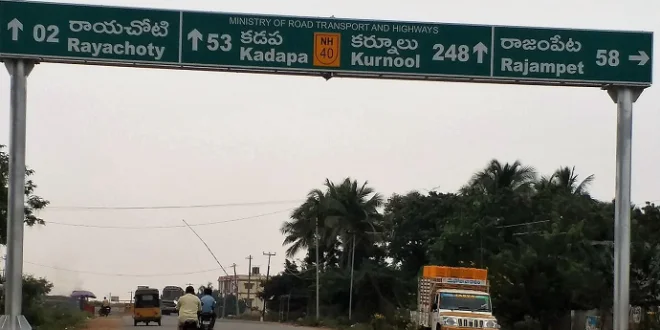 MINISTRY OF ROAD TRANSPORT AND HIGHWAYS
↑ 02 రాయచోటి
Rayachoty
↑ 53 కడప
Kadapa
NH
40
కర్నూలు 248 ↑
Kurnool
రాజంపేట 58 →
Rajampet